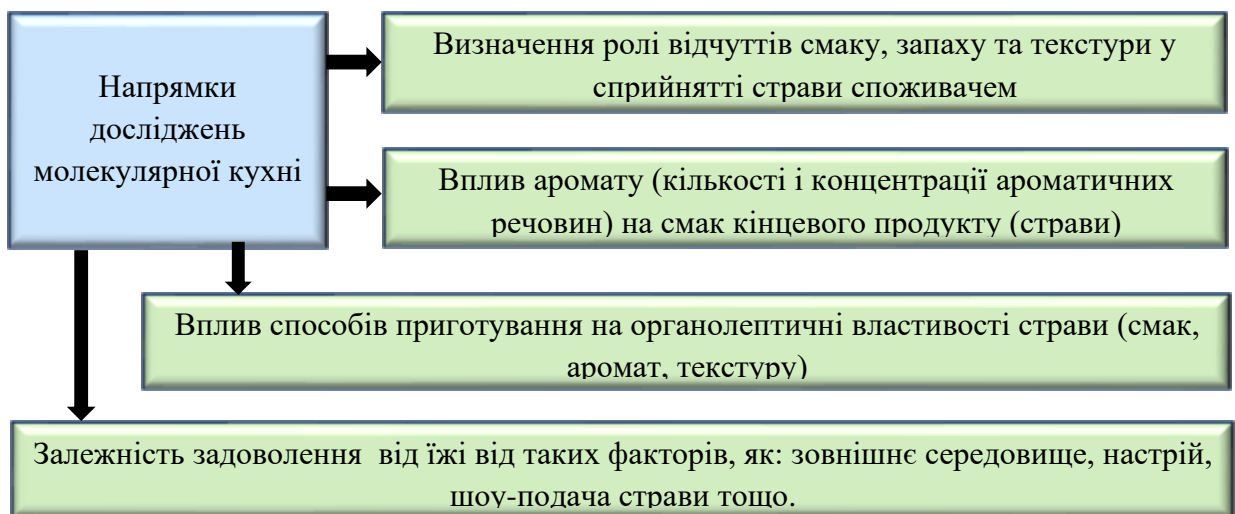 Напрямки
досліджень
молекулярної кухні
Визначення ролі відчуттів смаку, запаху та текстури у
сприйнятті страви споживачем
Вплив аромату (кількості і концентрації ароматичних
речовин) на смак кінцевого продукту (страви)
Вплив способів приготування на органолептичні властивості страви (смак,
аромат, текстуру)
Залежність задоволення від їжі від таких факторів, як: зовнішнє середовище, настрій,
шоу-подача страви тощо.